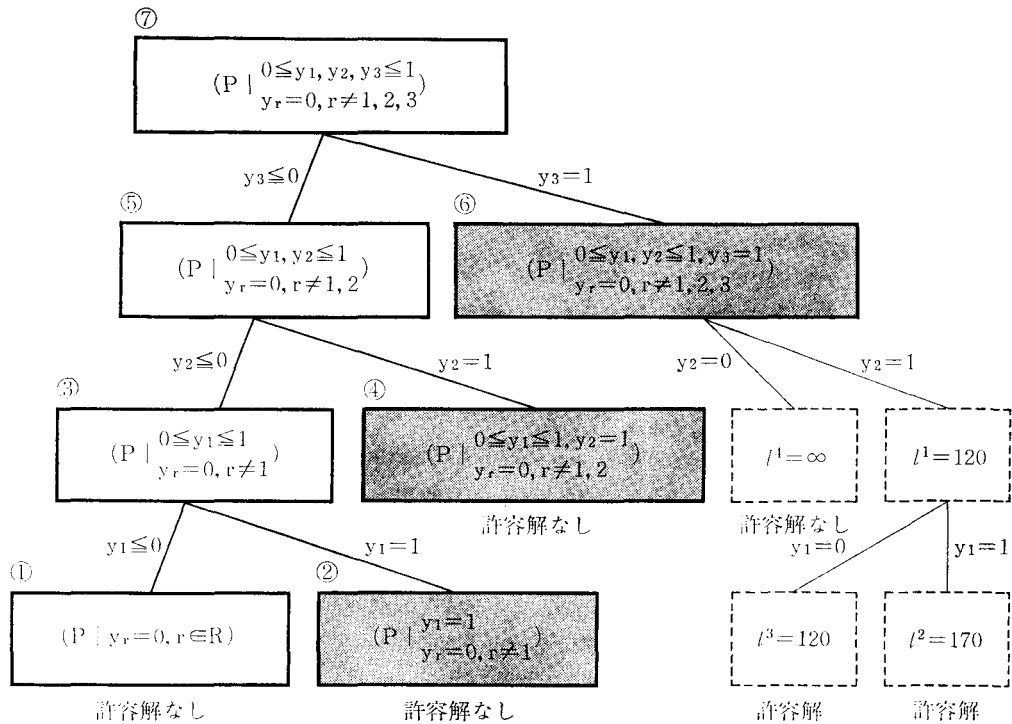 ⑦
(P | 0≦y₁, y₂, y₃≦1
yᵣ=0, r≠1, 2, 3)
y₃≦0
y₃=1
⑤
(P | 0≦y₁, y₂≦1
yᵣ=0, r≠1, 2)
⑥
(P | 0≦y₁, y₂≦1, y₃=1
yᵣ=0, r≠1, 2, 3)
y₂≦0
y₂=1
y₂=0
y₂=1
③
(P | 0≦y₁≦1
yᵣ=0, r≠1)
④
(P | 0≦y₁≦1, y₂=1
yᵣ=0, r≠1, 2)
許容解なし
l⁴=∞
許容解なし
l¹=120
y₁≦0
y₁=1
y₁=0
y₁=1
①
(P | yᵣ=0, r∈R)
許容解なし
②
(P | y₁=1
yᵣ=0, r≠1)
許容解なし
l³=120
許容解
l²=170
許容解